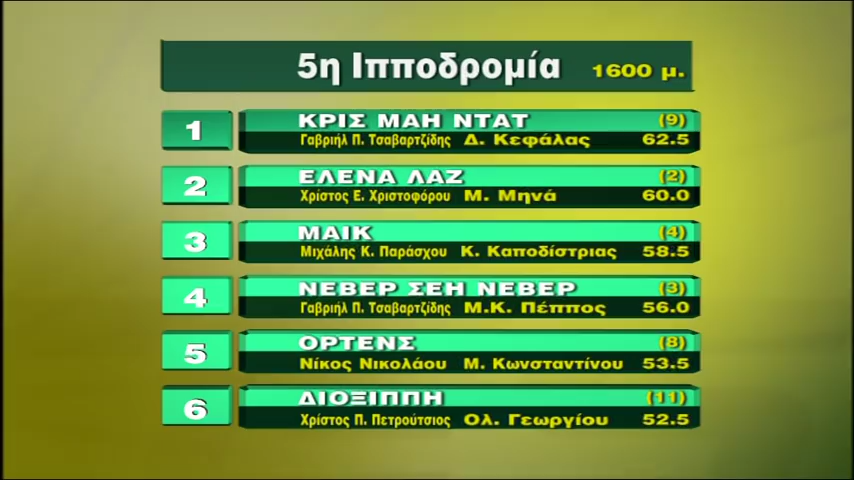 5η Ιπποδρομία 1600 μ.
1 ΚΡΙΣ ΜΑΗ ΝΤΑΤ (9)
Γαβριήλ Π. Τσαβαρτζίδης Δ. Κεφάλας 62.5
2 ΕΛΕΝΑ ΛΑΖ (2)
Χρίστος Ε. Χριστοφόρου Μ. Μηνά 60.0
3 ΜΑΙΚ (4)
Μιχάλης Κ. Παράσχου Κ. Καποδίστριας 58.5
4 ΝΕΒΕΡ ΣΕΗ ΝΕΒΕΡ (3)
Γαβριήλ Π. Τσαβαρτζίδης Μ.Κ. Πέππος 56.0
5 ΟΡΤΕΝΣ (8)
Νίκος Νικολάου Μ. Κωνσταντίνου 53.5
6 ΔΙΟΞΙΠΠΗ (11)
Χρίστος Π. Πετρούτσιος Ολ. Γεωργίου 52.5